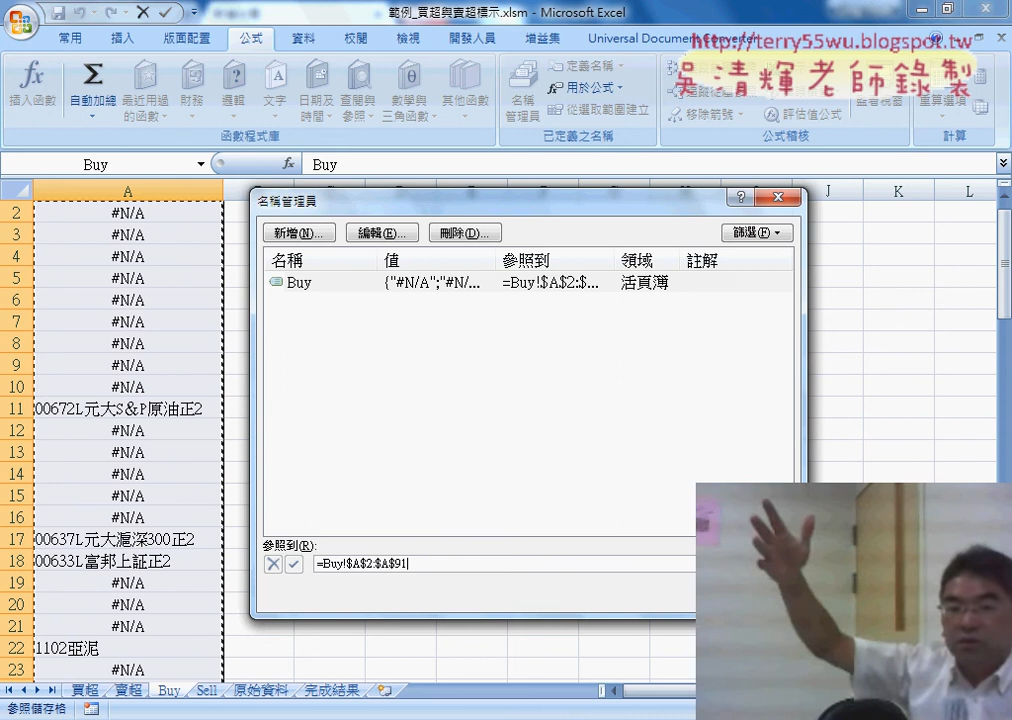 範例_買超與賣超標示.xlsm - Microsoft Excel
常用 插入 版面配置 公式 資料 校閱 檢視 開發人員 增益集 Universal Document Converter
http://terry55wu.blogspot.tw
吳清輝老師錄製
插入函數 自動加總 最近用過的函數 財務 邏輯 文字 日期及時間 查閱與參照 數學與三角函數 其他函數
名稱管理員 定義名稱 用於公式 從選取範圍建立
移除箭號 評估值公式
函數程式庫 已定義之名稱 公式稽核 計算
Buy fx Buy
A J K L
名稱管理員
新增(N)... 編輯(E)... 刪除(D)... 篩選(F)
名稱 值 參照到 領域 註解
Buy {"#N/A";"#N/... =Buy!$A$2:$... 活頁簿
參照到(R):
=Buy!$A$2:$A$91
2 #N/A
3 #N/A
4 #N/A
5 #N/A
6 #N/A
7 #N/A
8 #N/A
9 #N/A
10 #N/A
11 00672L元大S&P原油正2
12 #N/A
13 #N/A
14 #N/A
15 #N/A
16 #N/A
17 00637L元大滬深300正2
18 00633L富邦上証正2
19 #N/A
20 #N/A
21 #N/A
22 1102亞泥
23 #N/A
買超 賣超 Buy Sell 原始資料 完成結果
參照儲存格